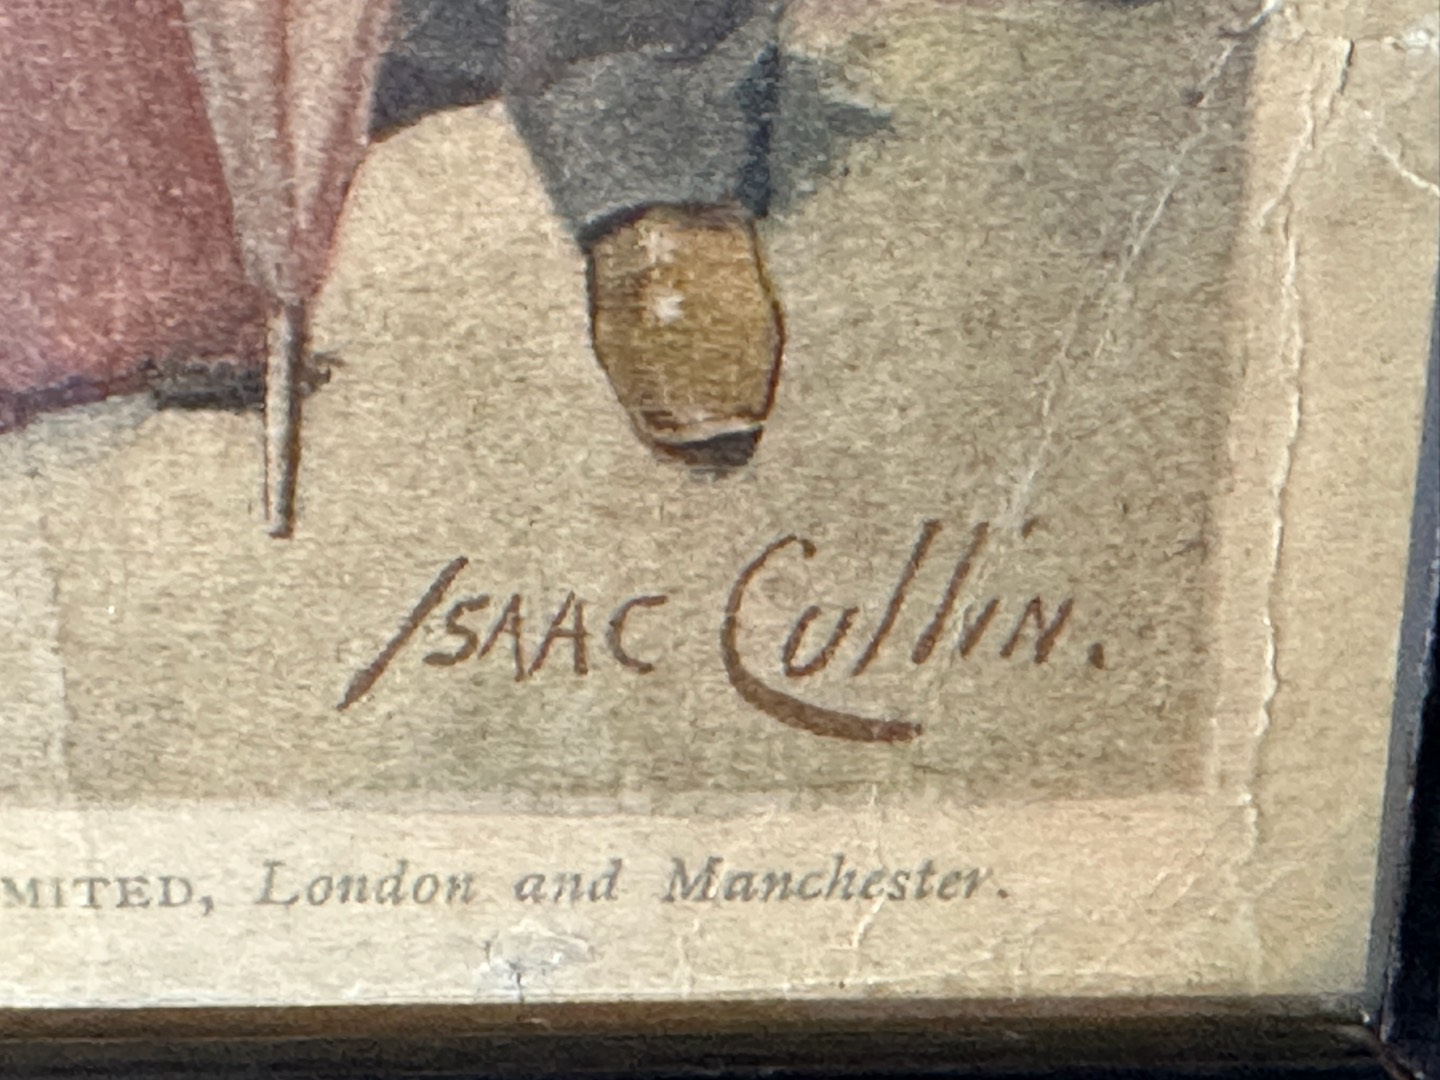 ISAAC Cullin.
MITED, London and Manchester.